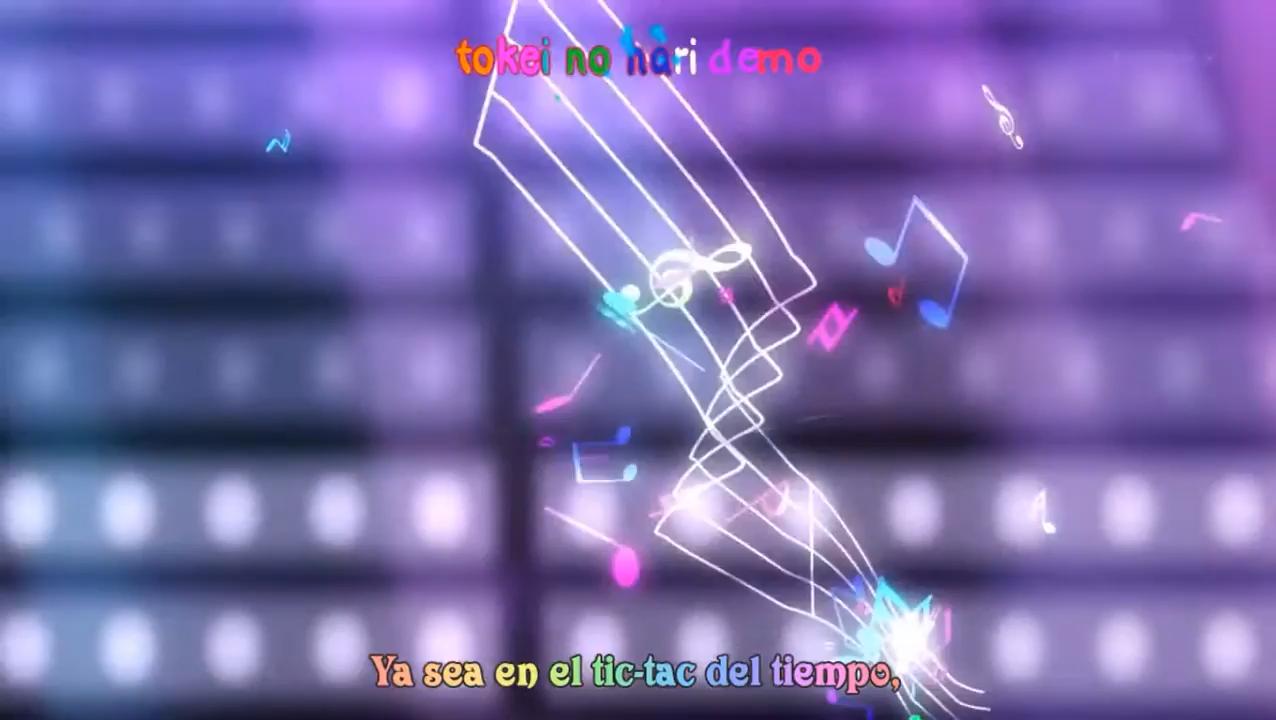 tokei no hari demo
Ya sea en el tic-tac del tiempo,